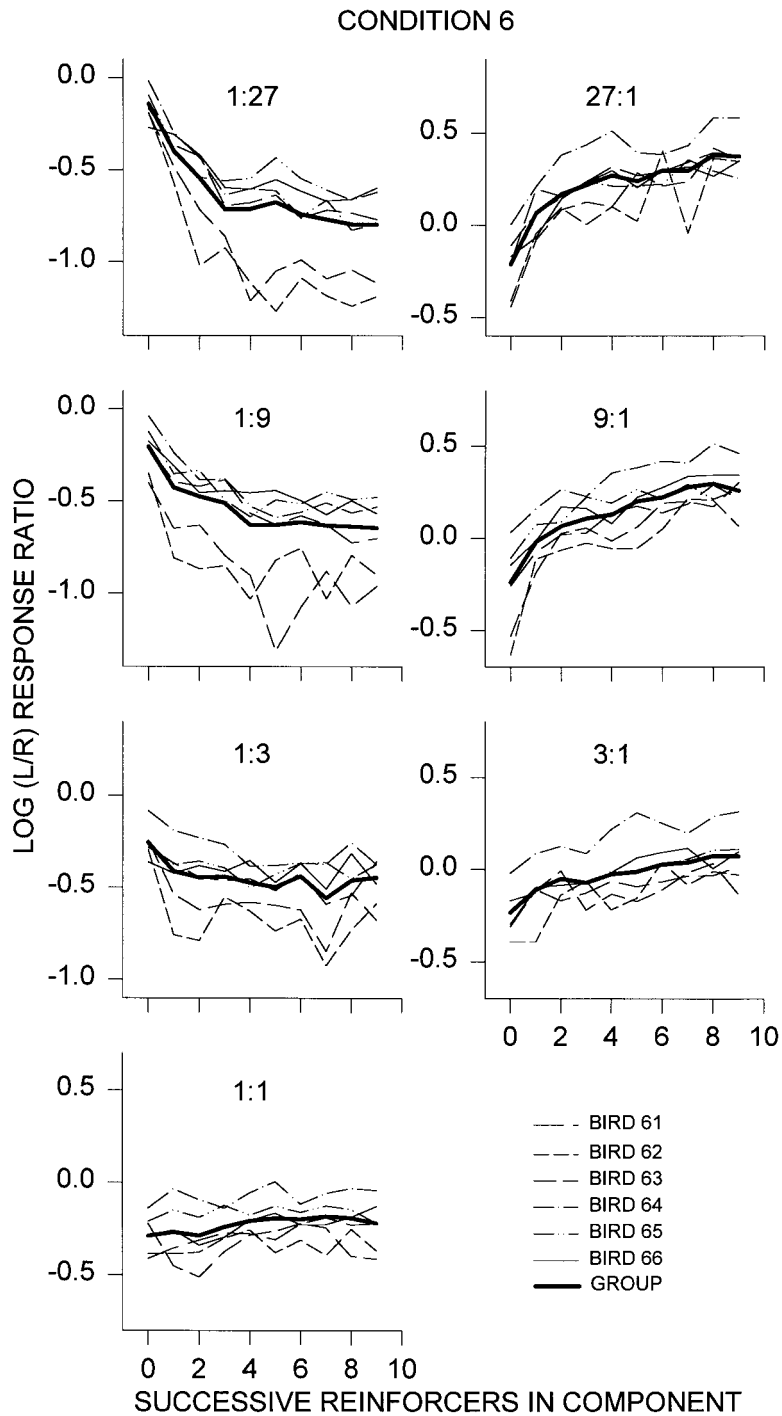 CONDITION 6
LOG (L/R) RESPONSE RATIO
1:27
0.0
-0.5
-1.0
27:1
0.5
0.0
-0.5
1:9
0.0
-0.5
-1.0
9:1
0.5
0.0
-0.5
1:3
0.0
-0.5
-1.0
3:1
0.5
0.0
-0.5
0 2 4 6 8 10
1:1
0.5
0.0
-0.5
0 2 4 6 8 10
BIRD 61
BIRD 62
BIRD 63
BIRD 64
BIRD 65
BIRD 66
GROUP
SUCCESSIVE REINFORCERS IN COMPONENT